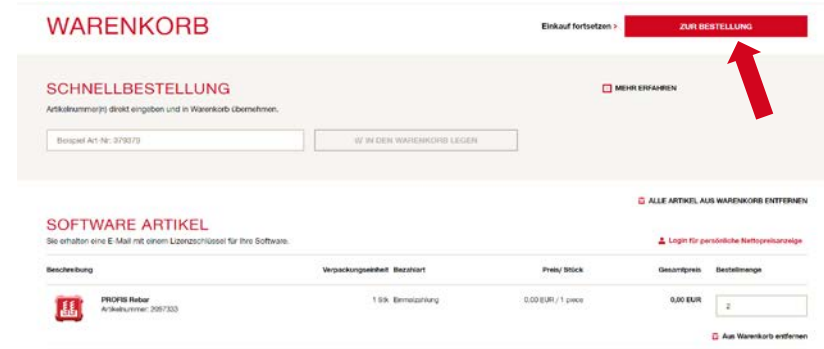 WARENKORB
Einkauf fortsetzen >
ZUR BESTELLUNG
SCHNELLBESTELLUNG
MEHR ERFAHREN
Artikelnummer(n) direkt eingeben und in Warenkorb übernehmen.
Beispiel Art-Nr. 379373
IN DEN WARENKORB LEGEN
ALLE ARTIKEL AUS WARENKORB ENTFERNEN
SOFTWARE ARTIKEL
Sie erhalten eine E-Mail mit einem Lizenzschlüssel für Ihre Software.
Login für persönliche Nettopreisanzeige
Beschreibung Verpackungseinheit Bezahlart Preis/ Stück Gesamtpreis Bestellmenge
PROFIS Rebar 1 Stk Einmalzahlung 0,00 EUR / 1 piece 0,00 EUR 2
Artikelnummer: 2057333
Aus Warenkorb entfernen